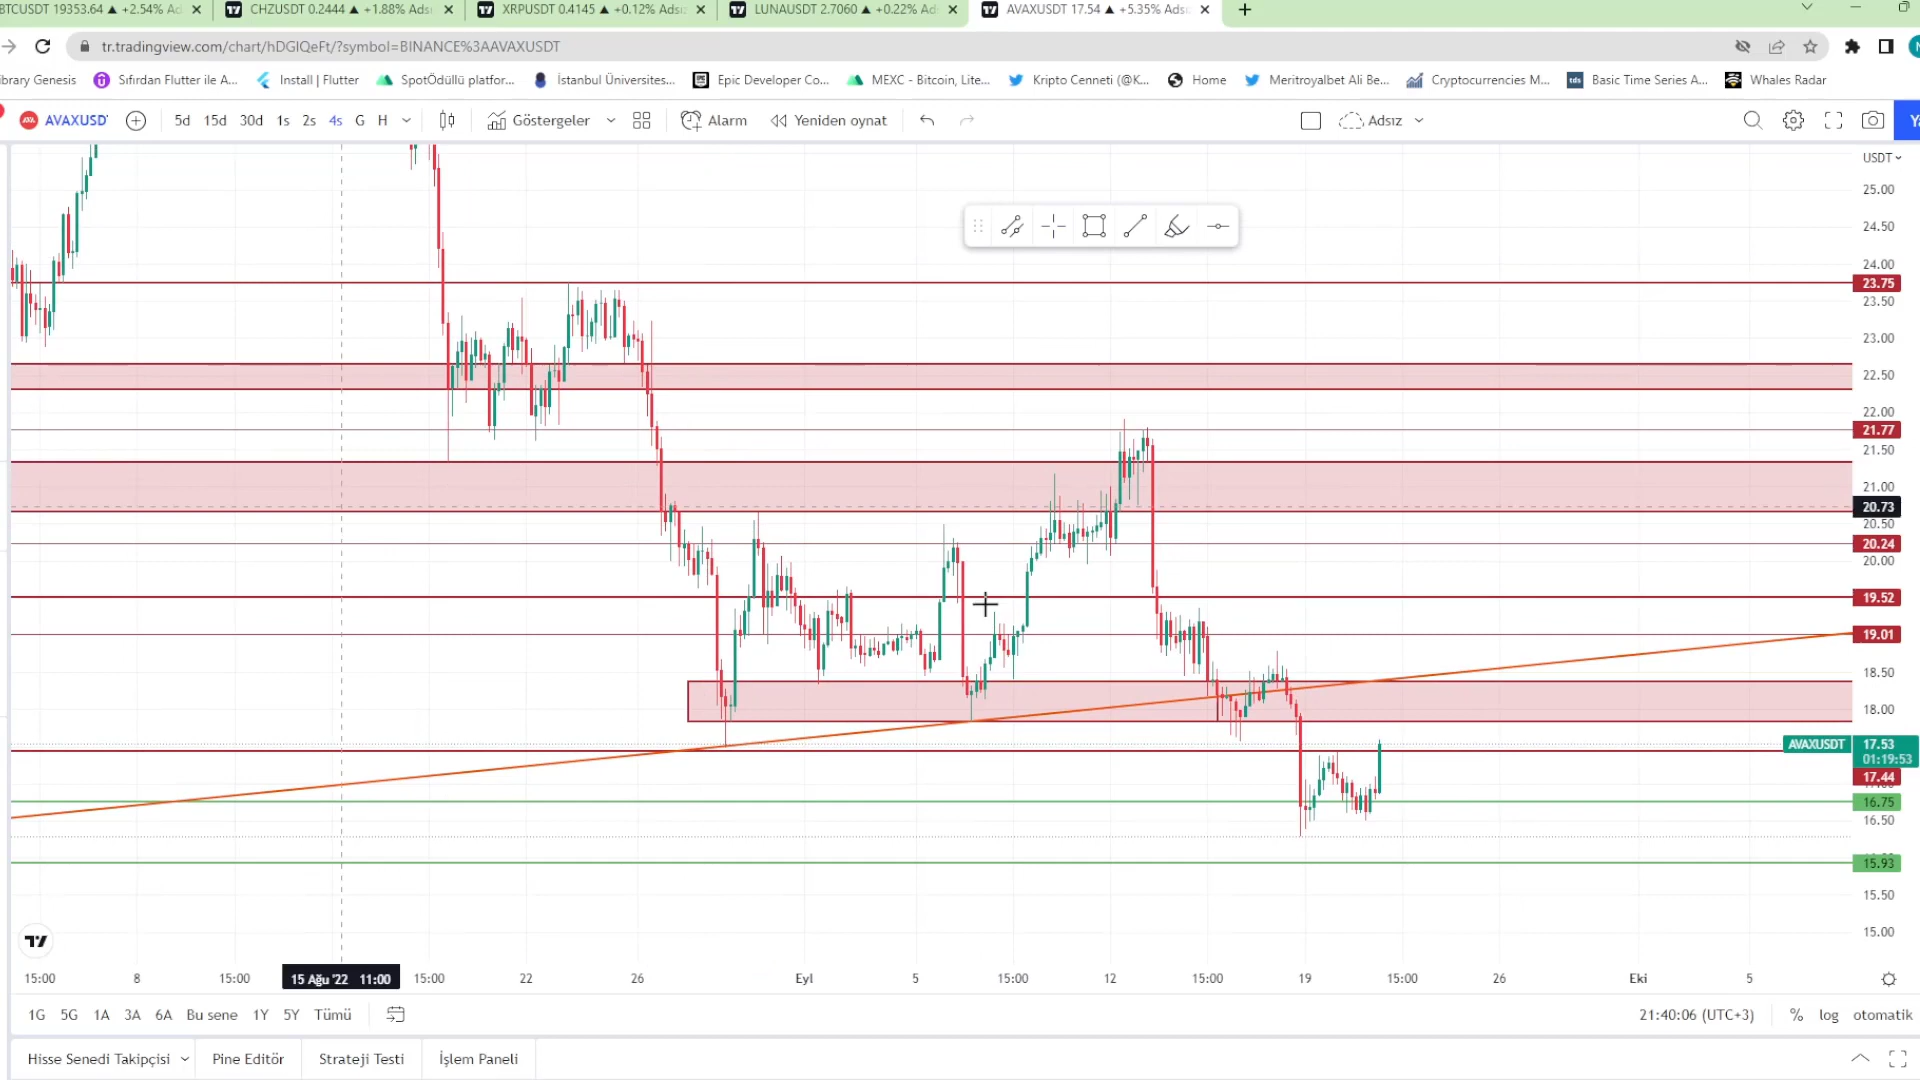 BTCUSDT 19353.64 ▲ +2.54% Ad
CHZUSDT 0.2444 ▲ +1.88% Ads
XRPUSDT 0.4145 ▲ +0.12% Ads
LUNAUSDT 2.7060 ▲ +0.22% Ad
AVAXUSDT 17.54 ▲ +5.35% Ads
tr.tradingview.com/chart/hDGlQeFt/?symbol=BINANCE%3AAVAXUSDT
ibrary Genesis
Sıfırdan Flutter ile A...
Install | Flutter
SpotÖdüllü platfor...
İstanbul Üniversites...
Epic Developer Co...
MEXC - Bitcoin, Lite...
Kripto Cenneti (@K...
Home
Meritroyalbet Ali Be...
Cryptocurrencies M...
Basic Time Series A...
Whales Radar
AVAXUSD
5d 15d 30d 1s 2s 4s G H
Göstergeler
Alarm
Yeniden oynat
Adsız
USDT
25.00
24.50
24.00
23.75
23.50
23.00
22.50
22.00
21.77
21.50
21.00
20.73
20.50
20.24
20.00
19.52
19.01
18.50
18.00
AVAXUSDT 17.53
01:19:53
17.44
16.75
16.50
15.93
15.50
15.00
15:00 8 15:00 15 Ağu '22 11:00 15:00 22 26 Eyl 5 15:00 12 15:00 19 15:00 26 Eki 5
1G 5G 1A 3A 6A Bu sene 1Y 5Y Tümü
21:40:06 (UTC+3) % log otomatik
Hisse Senedi Takipçisi Pine Editör Strateji Testi İşlem Paneli